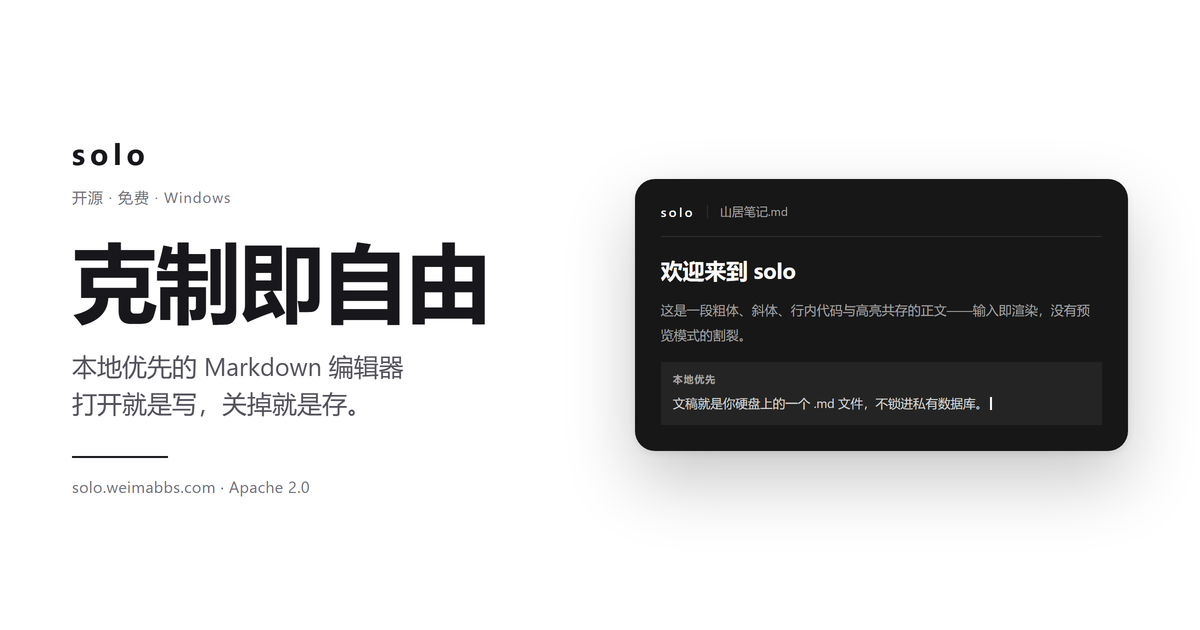 solo
开源 · 免费 · Windows
克制即自由
本地优先的 Markdown 编辑器
打开就是写，关掉就是存。
solo.weimabbs.com · Apache 2.0
solo
山居笔记.md
欢迎来到 solo
这是一段粗体、斜体、行内代码与高亮共存的正文——输入即渲染，没有预
览模式的割裂。
本地优先
文稿就是你硬盘上的一个 .md 文件，不锁进私有数据库。